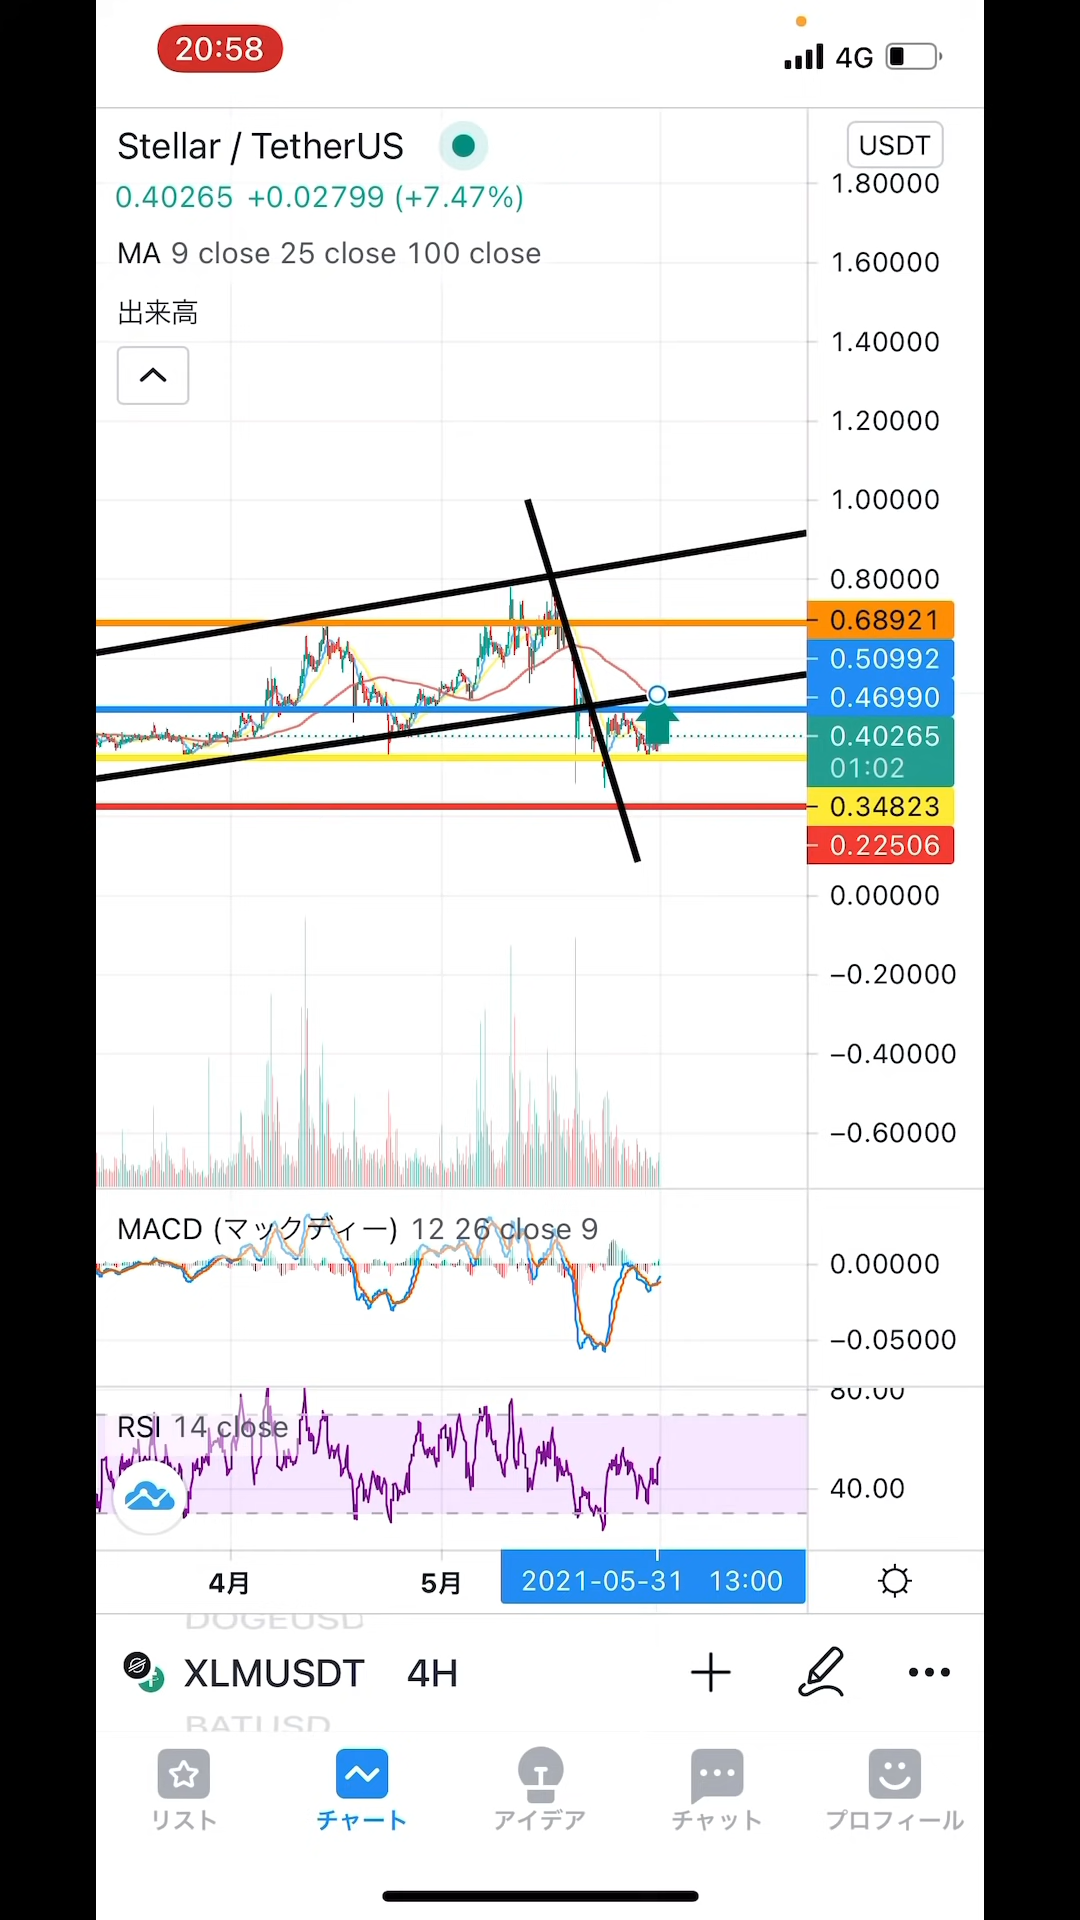 20:58
4G
Stellar / TetherUS
USDT
0.40265 +0.02799 (+7.47%)
MA 9 close 25 close 100 close
出来高
1.80000
1.60000
1.40000
1.20000
1.00000
0.80000
0.68921
0.50992
0.46990
0.40265
01:02
0.34823
0.22506
0.00000
−0.20000
−0.40000
−0.60000
MACD (マックディー) 12 26 close 9
0.00000
−0.05000
80.00
RSI 14 close
40.00
4月
5月
2021-05-31 13:00
DOGEUSD
XLMUSDT 4H
BATUSD
リスト
チャート
アイデア
チャット
プロフィール